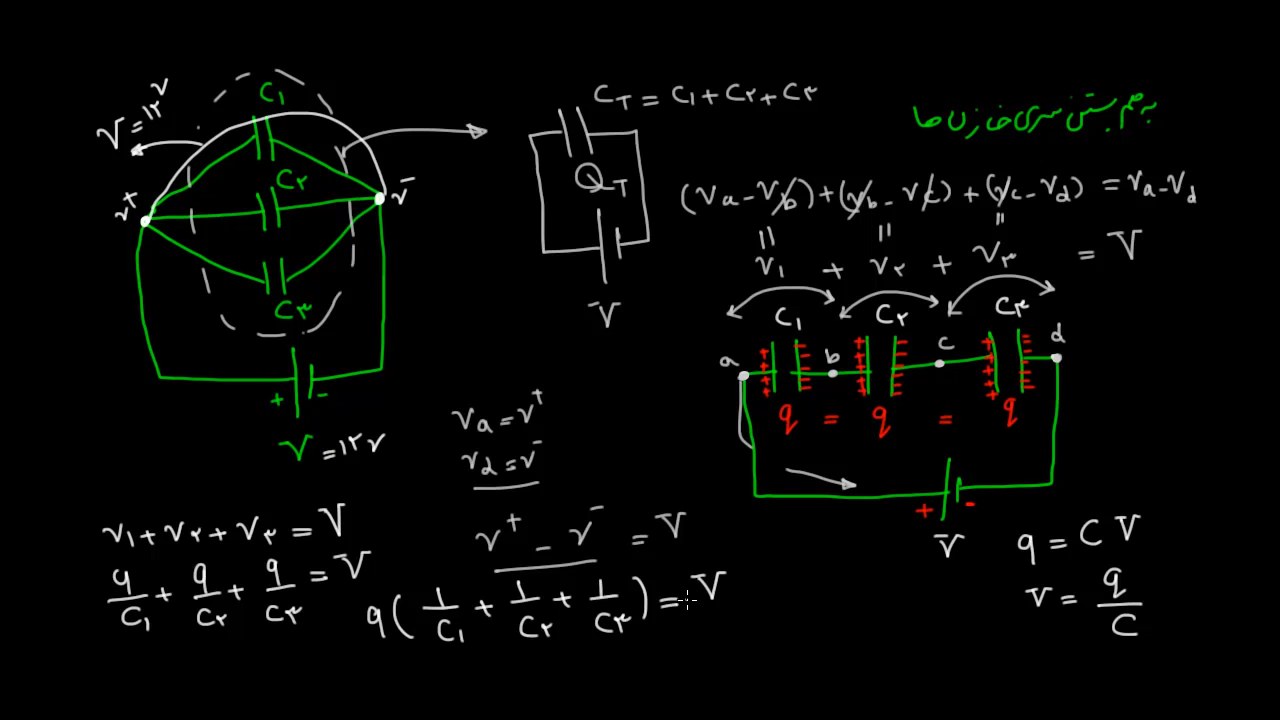 به هم بستن سری خازن ها
C_T = C۱ + C۲ + C۳
V = ۱۲ v
C۱
C۲
C۳
v⁺
v⁻
Q_T
V
+ -
V = ۱۲ v
(Va - Vb) + (Vb - Vc) + (Vc - Vd) = Va - Vd
= = =
v۱ + v۲ + v۳ = V
C۱ C۲ C۳
a b c d
q = q = q
+ -
V
va = v⁺
vd = v⁻
v⁺ - v⁻ = V
v۱ + v۲ + v۳ = V
q/C۱ + q/C۲ + q/C۳ = V
q(1/C۱ + 1/C۲ + 1/C۳) = V
q = CV
V = q/C